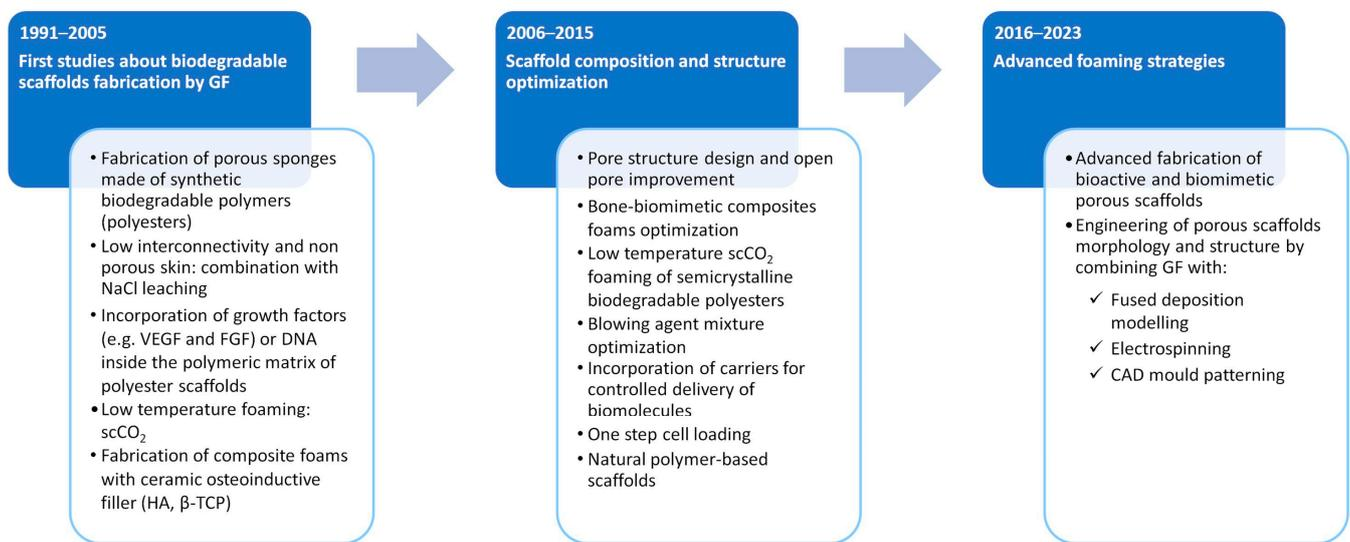 1991–2005
First studies about biodegradable
scaffolds fabrication by GF
• Fabrication of porous sponges
made of synthetic
biodegradable polymers
(polyesters)
• Low interconnectivity and non
porous skin: combination with
NaCl leaching
• Incorporation of growth factors
(e.g. VEGF and FGF) or DNA
inside the polymeric matrix of
polyester scaffolds
• Low temperature foaming:
scCO₂
• Fabrication of composite foams
with ceramic osteoinductive
filler (HA, β-TCP)
2006–2015
Scaffold composition and structure
optimization
• Pore structure design and open
pore improvement
• Bone-biomimetic composites
foams optimization
• Low temperature scCO₂
foaming of semicrystalline
biodegradable polyesters
• Blowing agent mixture
optimization
• Incorporation of carriers for
controlled delivery of
biomolecules
• One step cell loading
• Natural polymer-based
scaffolds
2016–2023
Advanced foaming strategies
• Advanced fabrication of
bioactive and biomimetic
porous scaffolds
• Engineering of porous scaffolds
morphology and structure by
combining GF with:
✓ Fused deposition
modelling
✓ Electrospinning
✓ CAD mould patterning